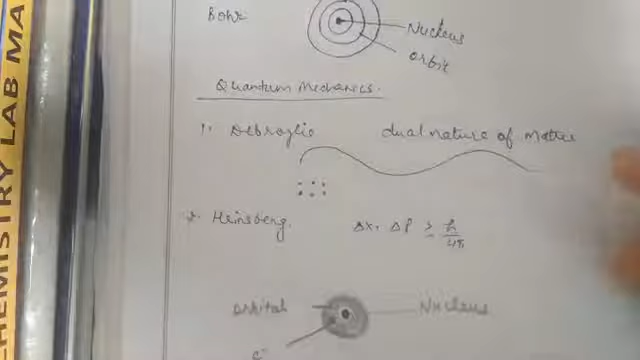 CHEMISTRY LAB MA
Bohr
Nucleus
orbit
Quantum Mechanics.
1. Debroglie dual nature of Matter
2. Heinsberg. Δx. Δp ≥ h/4π
orbital Nucleus
e⁻